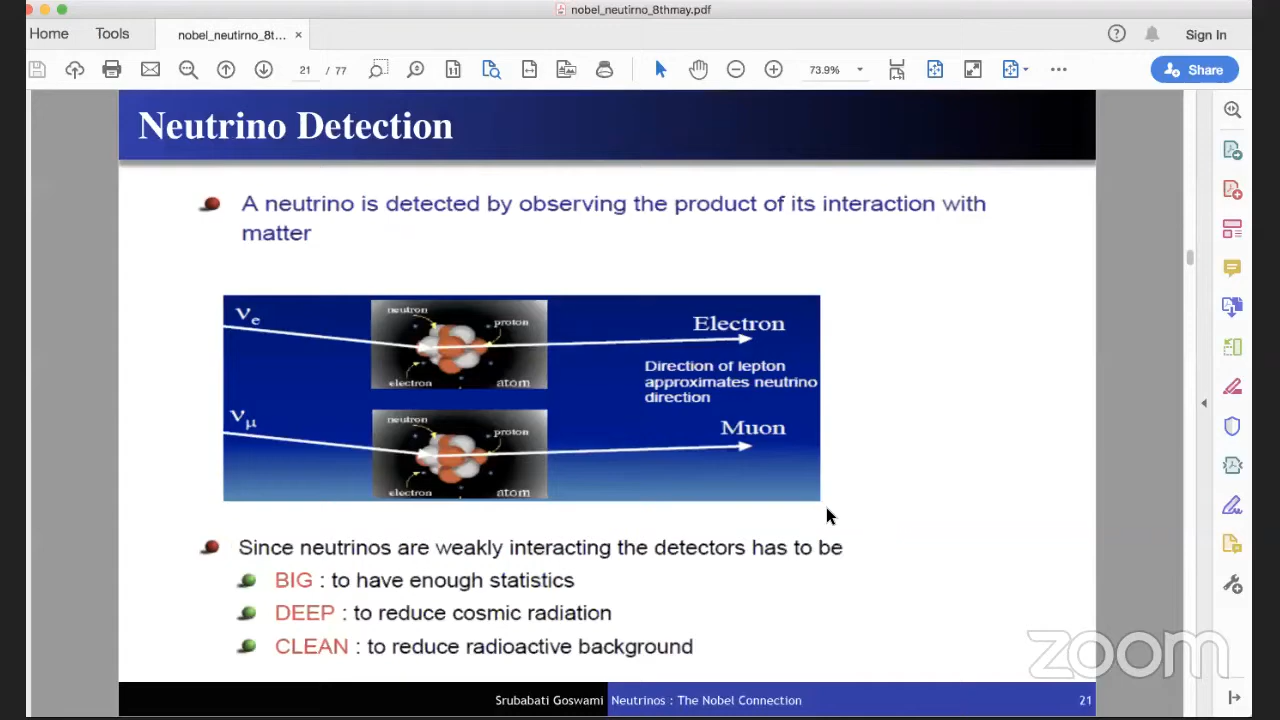 nobel_neutirno_8thmay.pdf
Home Tools nobel_neutirno_8t... × Sign In
21 / 77 73.9% Share
Neutrino Detection
A neutrino is detected by observing the product of its interaction with
matter
νe
neutron
proton
electron
atom
Electron
Direction of lepton
approximates neutrino
direction
νμ
neutron
proton
electron
atom
Muon
Since neutrinos are weakly interacting the detectors has to be
BIG : to have enough statistics
DEEP : to reduce cosmic radiation
CLEAN : to reduce radioactive background
zoom
Srubabati Goswami Neutrinos : The Nobel Connection 21